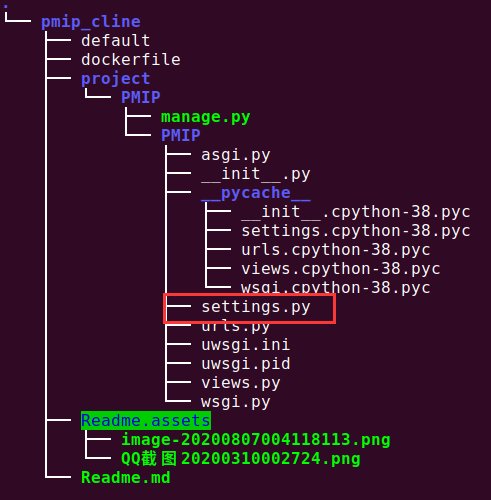 .
└── pmip_cline
    ├── default
    ├── dockerfile
    ├── project
    │   └── PMIP
    │       ├── manage.py
    │       └── PMIP
    │           ├── asgi.py
    │           ├── __init__.py
    │           ├── __pycache__
    │           │   ├── __init__.cpython-38.pyc
    │           │   ├── settings.cpython-38.pyc
    │           │   ├── urls.cpython-38.pyc
    │           │   ├── views.cpython-38.pyc
    │           │   └── wsgi.cpython-38.pyc
    │           ├── settings.py
    │           ├── urls.py
    │           ├── uwsgi.ini
    │           ├── uwsgi.pid
    │           ├── views.py
    │           └── wsgi.py
    ├── Readme.assets
    │   ├── image-20200807004118113.png
    │   └── QQ截图20200310002724.png
    └── Readme.md